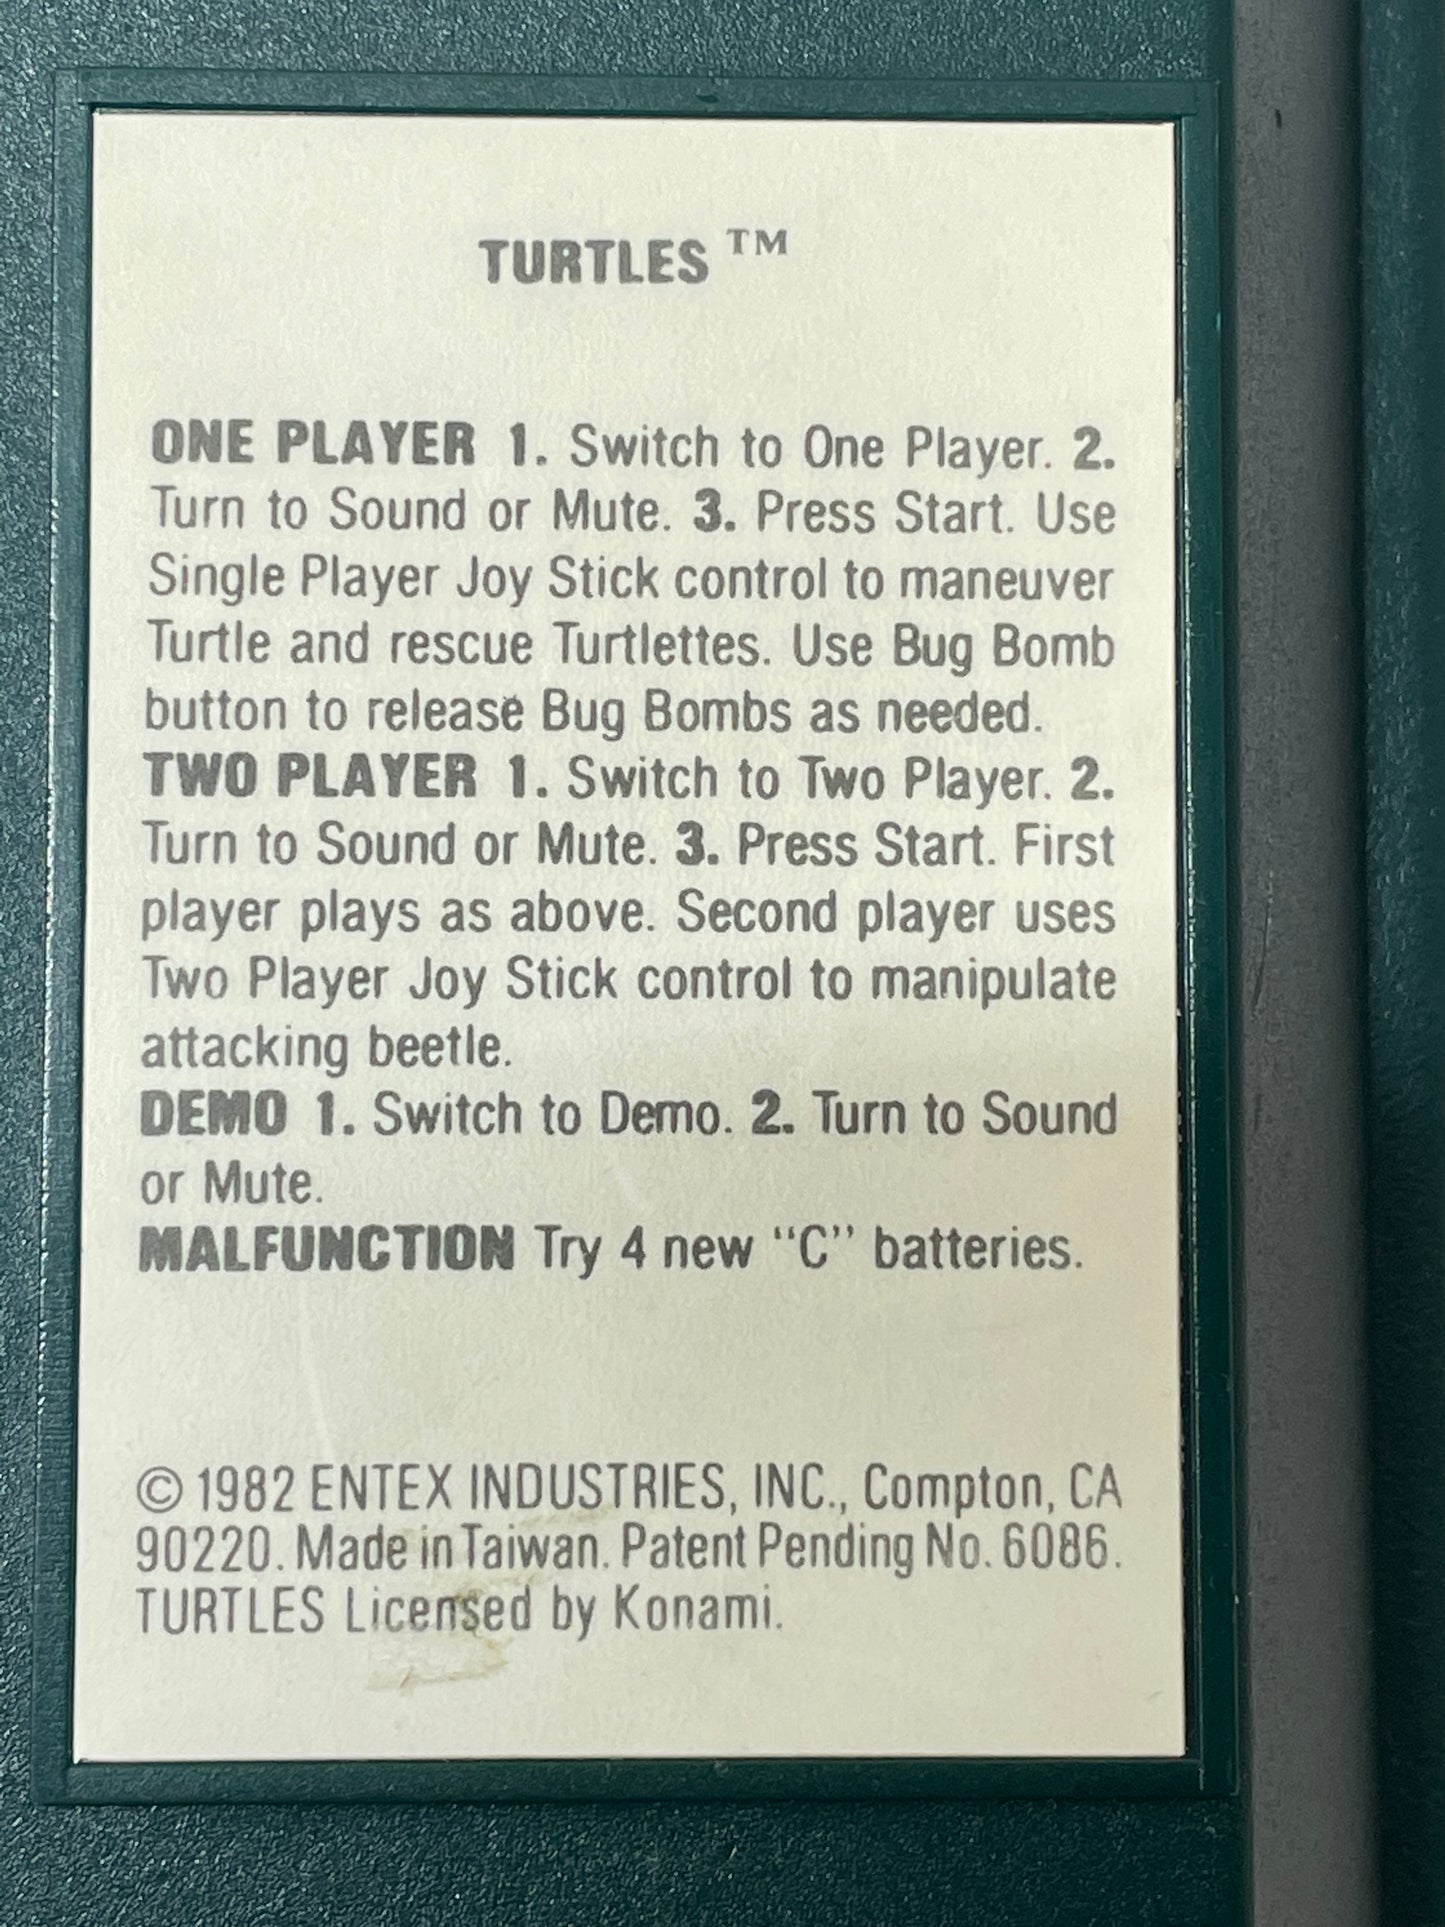 TURTLES™
ONE PLAYER 1. Switch to One Player. 2.
Turn to Sound or Mute. 3. Press Start. Use
Single Player Joy Stick control to maneuver
Turtle and rescue Turtlettes. Use Bug Bomb
button to release Bug Bombs as needed.
TWO PLAYER 1. Switch to Two Player. 2.
Turn to Sound or Mute. 3. Press Start. First
player plays as above. Second player uses
Two Player Joy Stick control to manipulate
attacking beetle.
DEMO 1. Switch to Demo. 2. Turn to Sound
or Mute.
MALFUNCTION Try 4 new “C” batteries.
© 1982 ENTEX INDUSTRIES, INC., Compton, CA
90220. Made in Taiwan. Patent Pending No. 6086.
TURTLES Licensed by Konami.